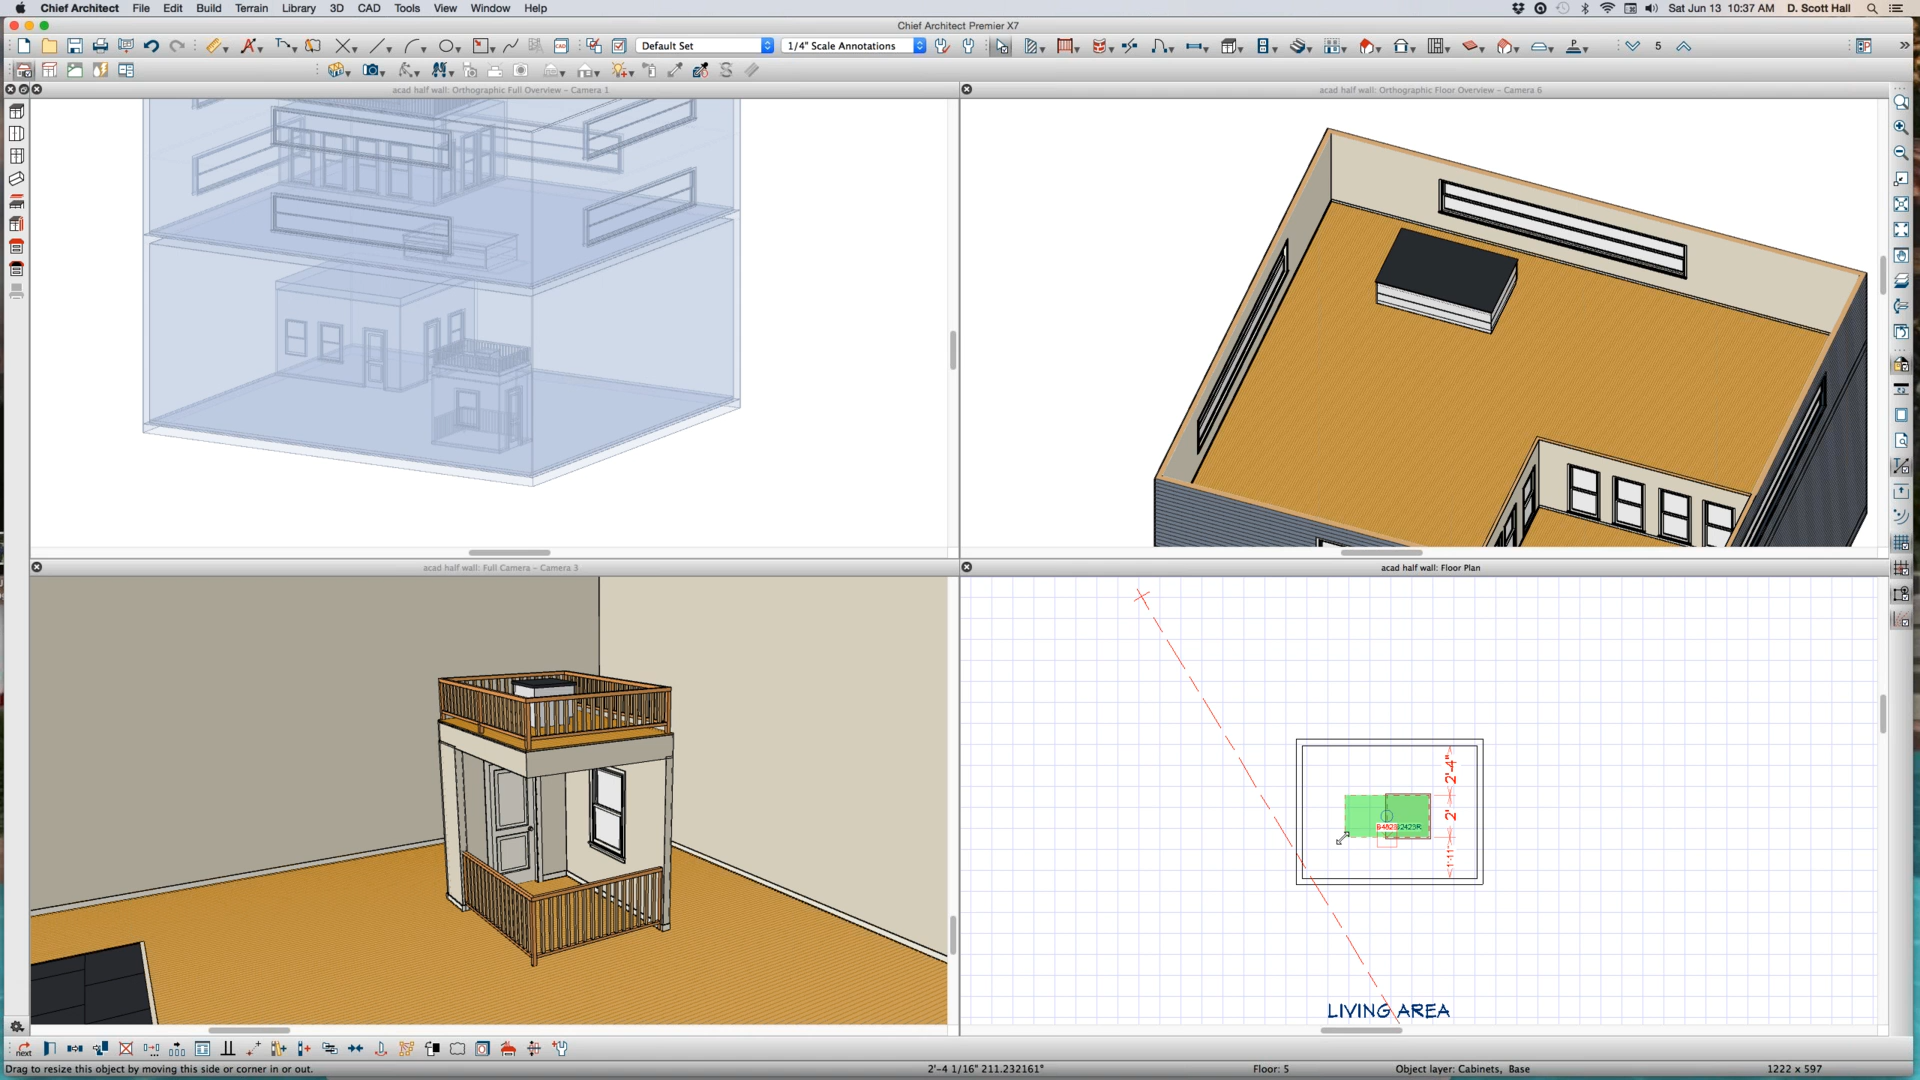 Chief Architect File Edit Build Terrain Library 3D CAD Tools View Window Help
Sat Jun 13 10:37 AM D. Scott Hall
Chief Architect Premier X7
Default Set
1/4" Scale Annotations
5
acad half wall: Orthographic Full Overview - Camera 1
acad half wall: Orthographic Floor Overview - Camera 6
acad half wall: Full Camera - Camera 3
acad half wall: Floor Plan
2'-4"
2'
1'-11"
LIVING AREA
next
Drag to resize this object by moving this side or corner in or out.
2'-4 1/16" 211.232161°
Floor: 5
Object layer: Cabinets, Base
1222 x 597